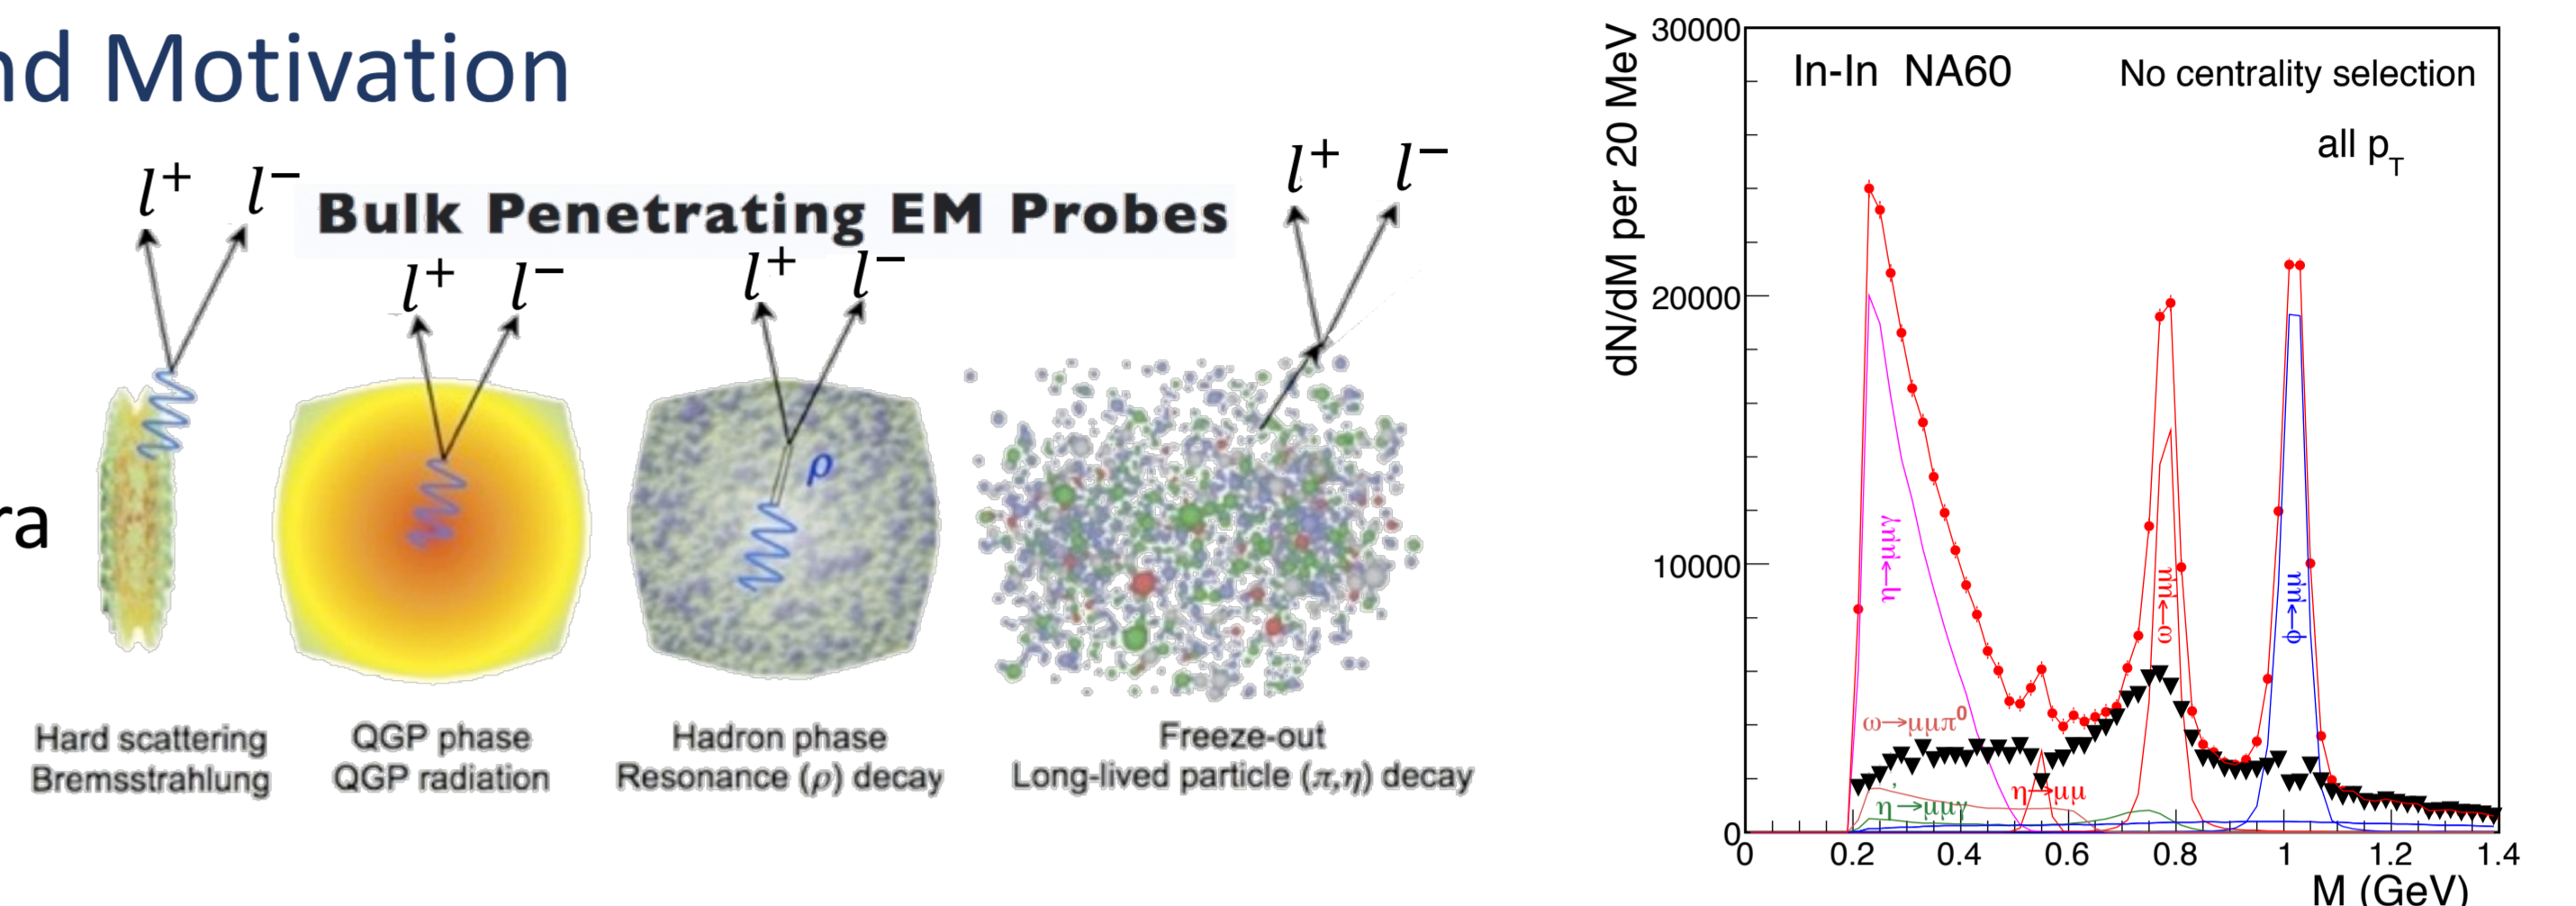 nd Motivation
l⁺ l⁻
Bulk Penetrating EM Probes
l⁺ l⁻
l⁺ l⁻
l⁺ l⁻
ρ
ra
Hard scattering
Bremsstrahlung
QGP phase
QGP radiation
Hadron phase
Resonance (ρ) decay
Freeze-out
Long-lived particle (π,η) decay
dN/dM per 20 MeV
30000
20000
10000
0
In-In NA60
No centrality selection
all p_T
η→μμγ
ω→μμ
φ→μμ
ω→μμπ⁰
η'→μμγ
η→μμ
0 0.2 0.4 0.6 0.8 1 1.2 1.4
M (GeV)